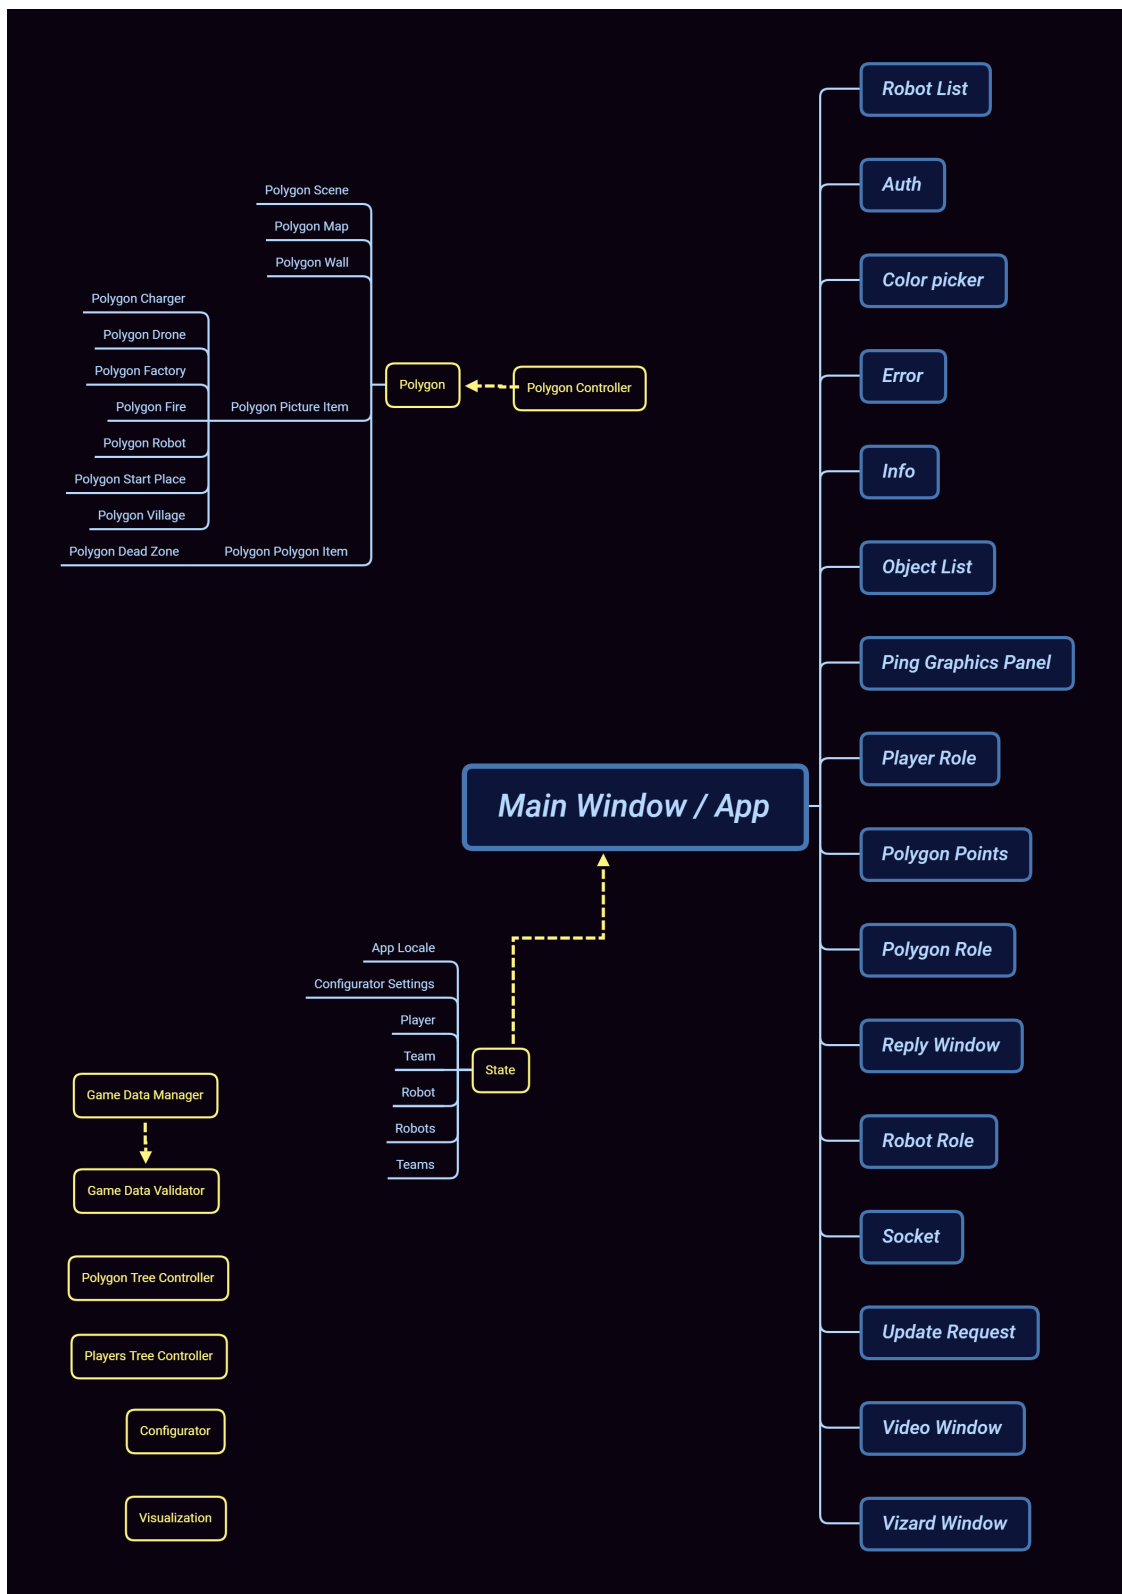 Polygon Scene
Polygon Map
Polygon Wall
Polygon Charger
Polygon Drone
Polygon Factory
Polygon Fire
Polygon Picture Item
Polygon Robot
Polygon Start Place
Polygon Village
Polygon Dead Zone
Polygon Polygon Item
Polygon
Polygon Controller
Main Window / App
App Locale
Configurator Settings
Player
Team
Robot
Robots
Teams
State
Game Data Manager
Game Data Validator
Polygon Tree Controller
Players Tree Controller
Configurator
Visualization
Robot List
Auth
Color picker
Error
Info
Object List
Ping Graphics Panel
Player Role
Polygon Points
Polygon Role
Reply Window
Robot Role
Socket
Update Request
Video Window
Vizard Window